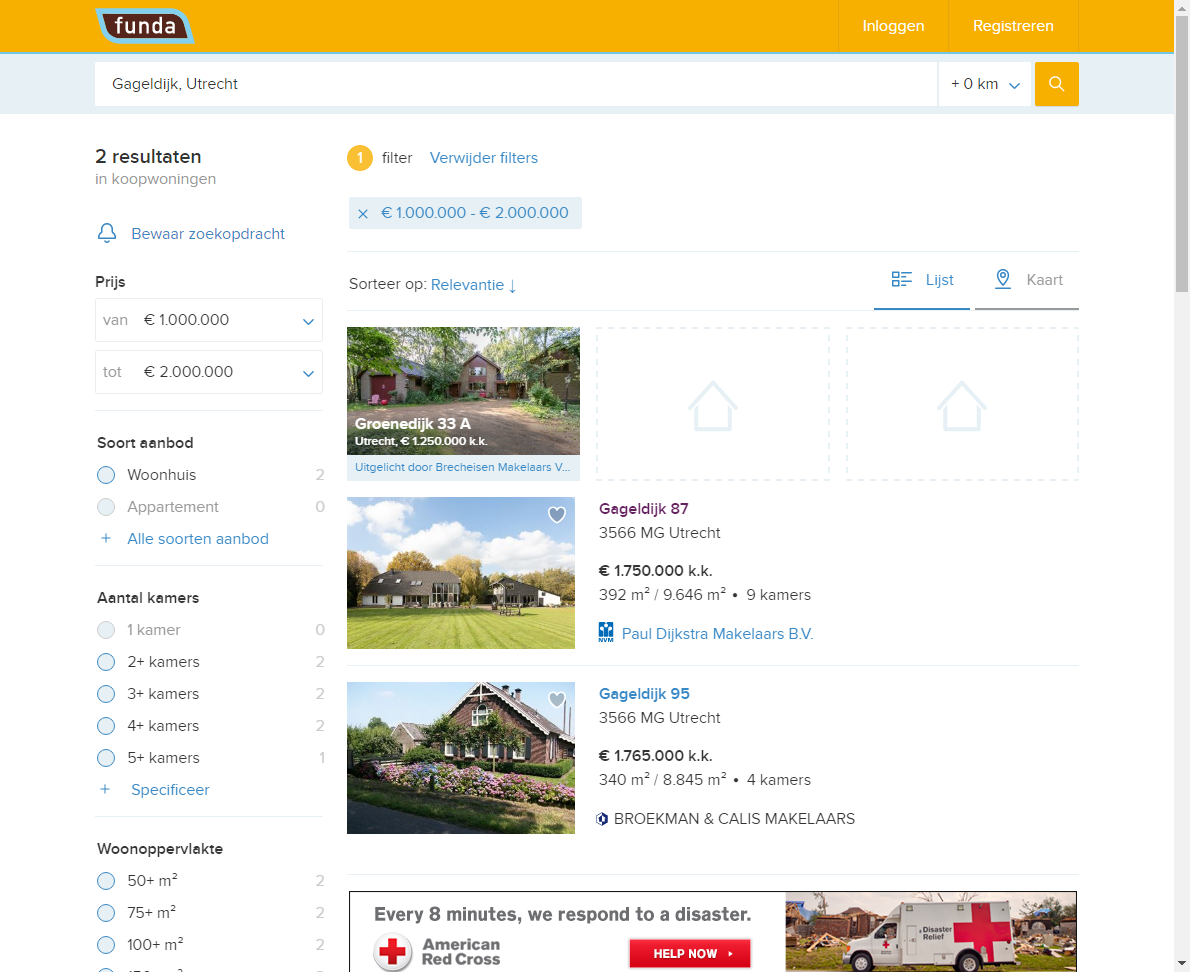 funda
Inloggen
Registreren
Gageldijk, Utrecht
+ 0 km
2 resultaten
in koopwoningen
1 filter Verwijder filters
€ 1.000.000 - € 2.000.000
Bewaar zoekopdracht
Sorteer op: Relevantie ↓
Lijst
Kaart
Prijs
van € 1.000.000
tot € 2.000.000
Soort aanbod
Woonhuis 2
Appartement 0
+ Alle soorten aanbod
Aantal kamers
1 kamer 0
2+ kamers 2
3+ kamers 2
4+ kamers 2
5+ kamers 1
+ Specificeer
Woonoppervlakte
50+ m² 2
75+ m² 2
100+ m² 2
Groenedijk 33 A
Utrecht, € 1.250.000 k.k.
Uitgelicht door Brecheisen Makelaars V...
Gageldijk 87
3566 MG Utrecht
€ 1.750.000 k.k.
392 m² / 9.646 m² • 9 kamers
NVM
Paul Dijkstra Makelaars B.V.
Gageldijk 95
3566 MG Utrecht
€ 1.765.000 k.k.
340 m² / 8.845 m² • 4 kamers
BROEKMAN & CALIS MAKELAARS
Every 8 minutes, we respond to a disaster.
American
Red Cross
HELP NOW
Disaster
Relief